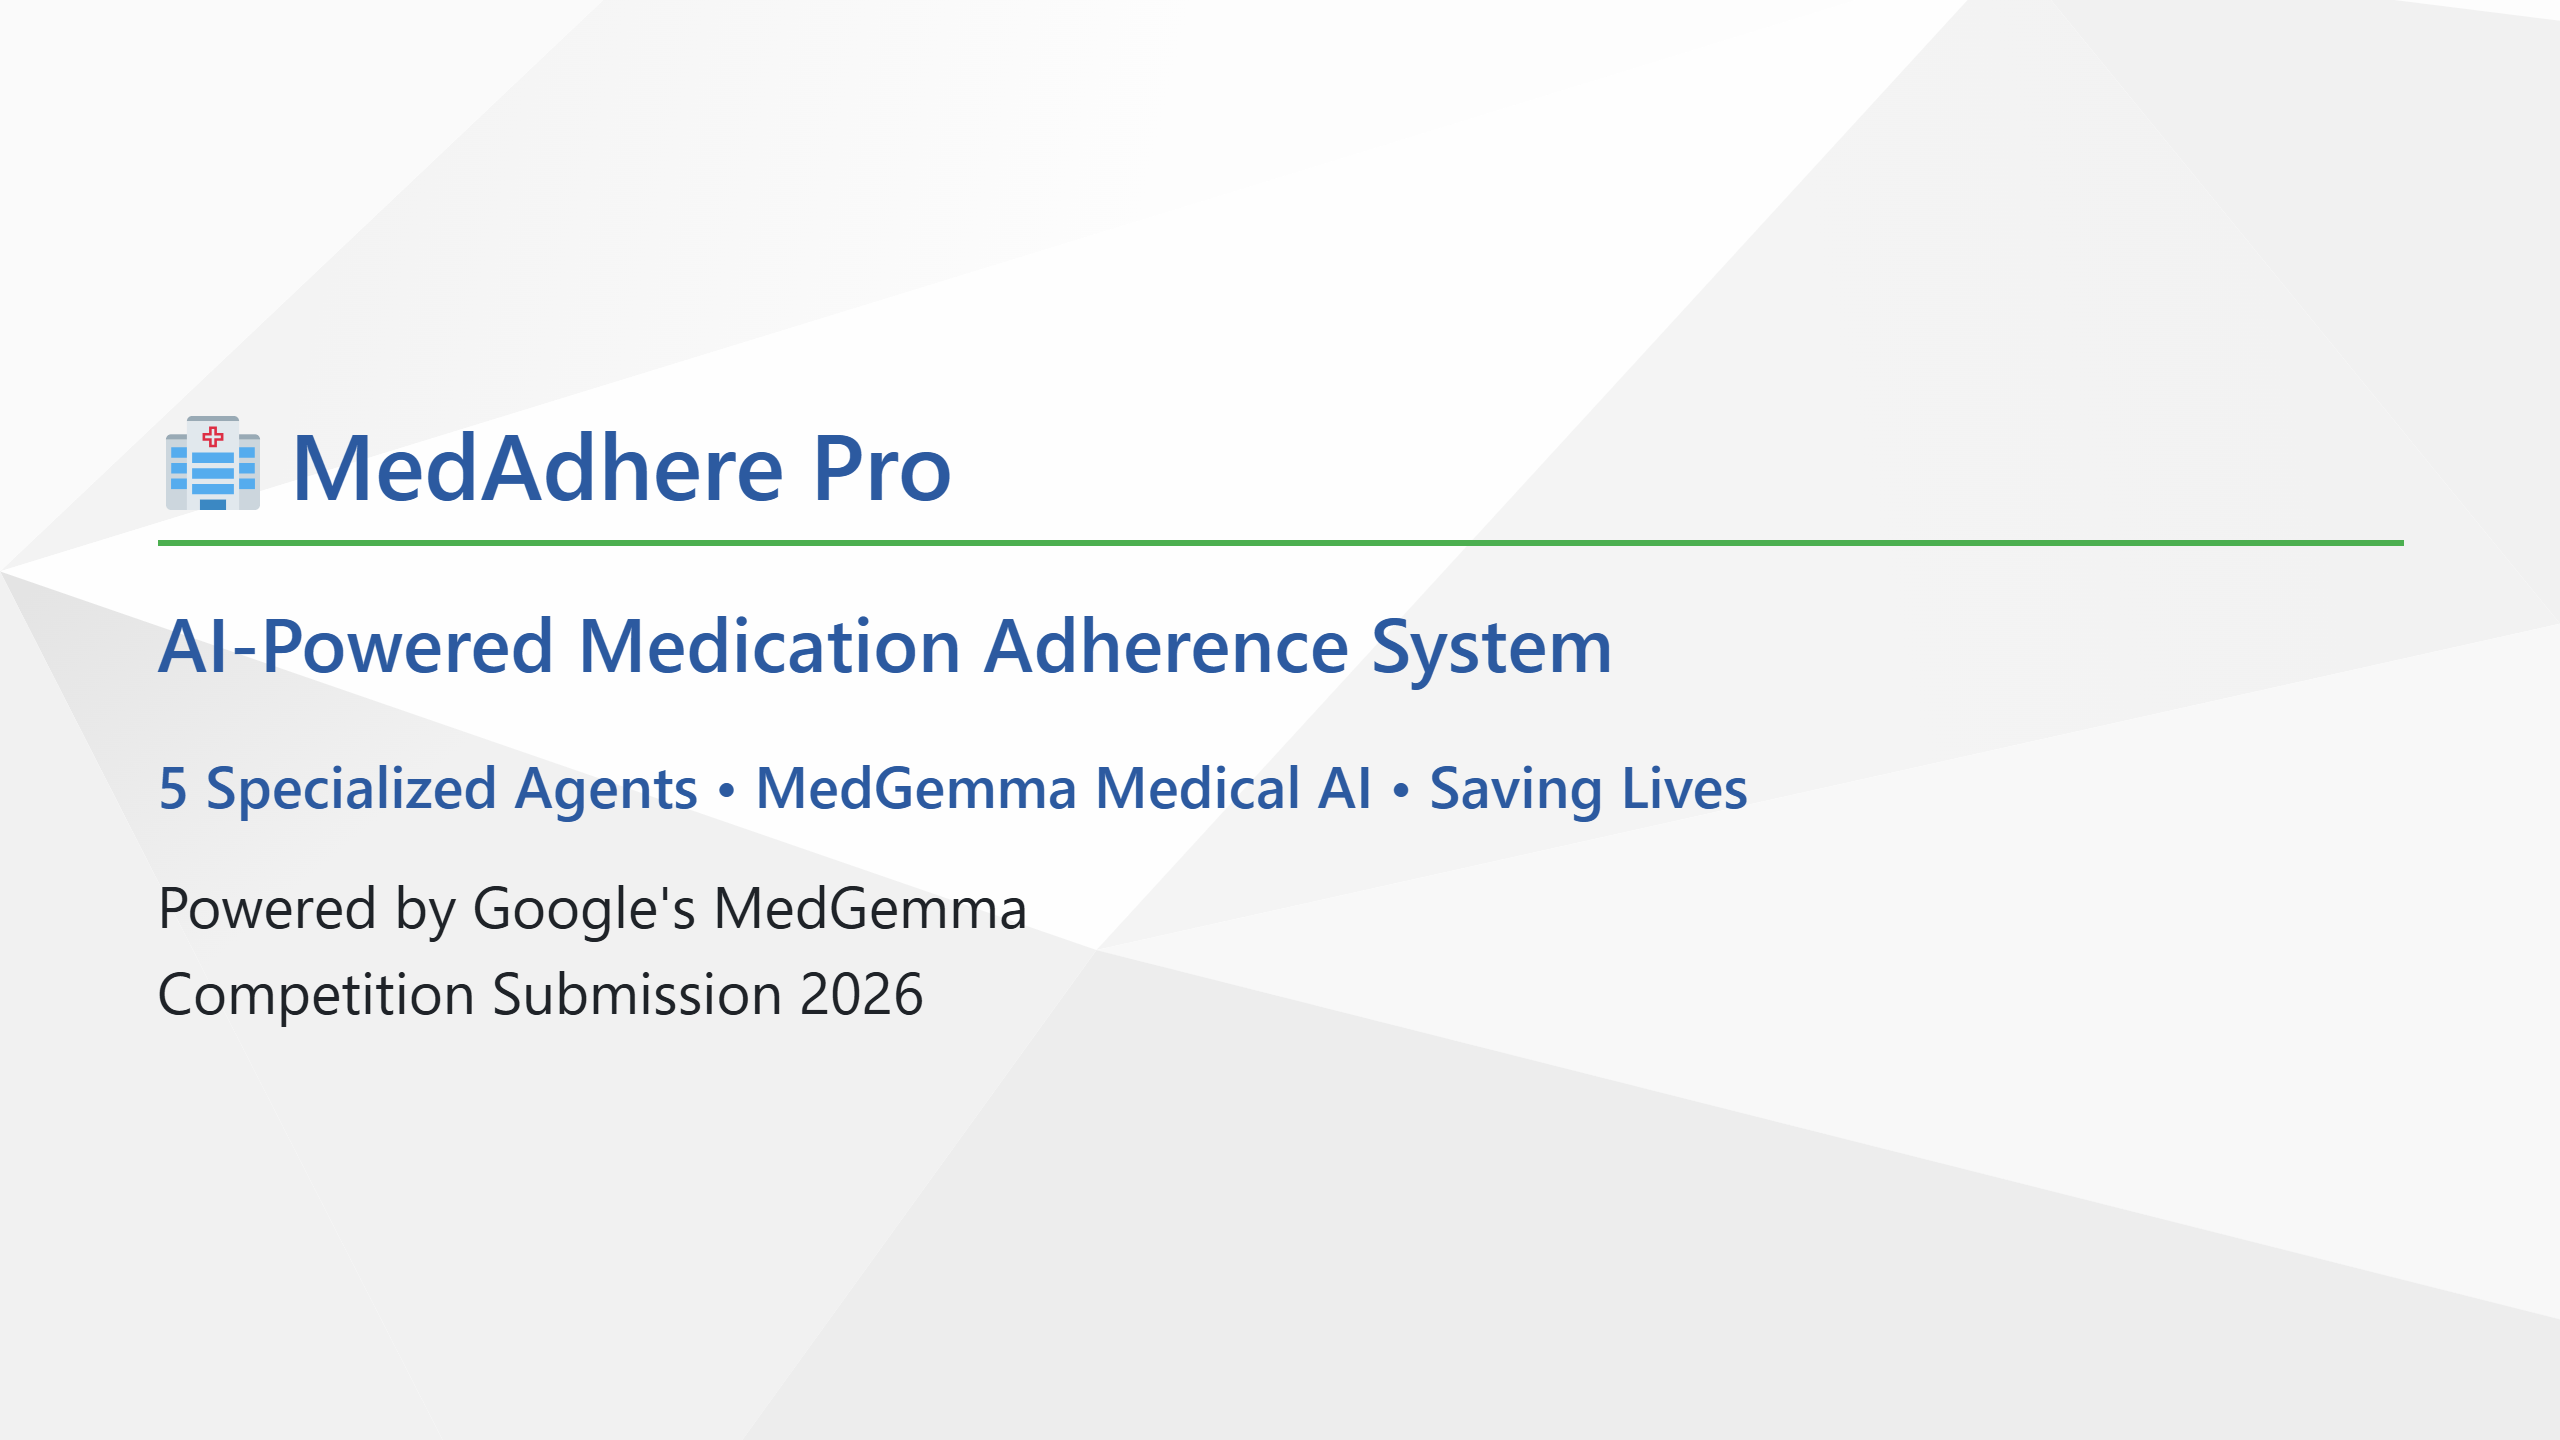 MedAdhere Pro
AI-Powered Medication Adherence System
5 Specialized Agents • MedGemma Medical AI • Saving Lives
Powered by Google's MedGemma
Competition Submission 2026